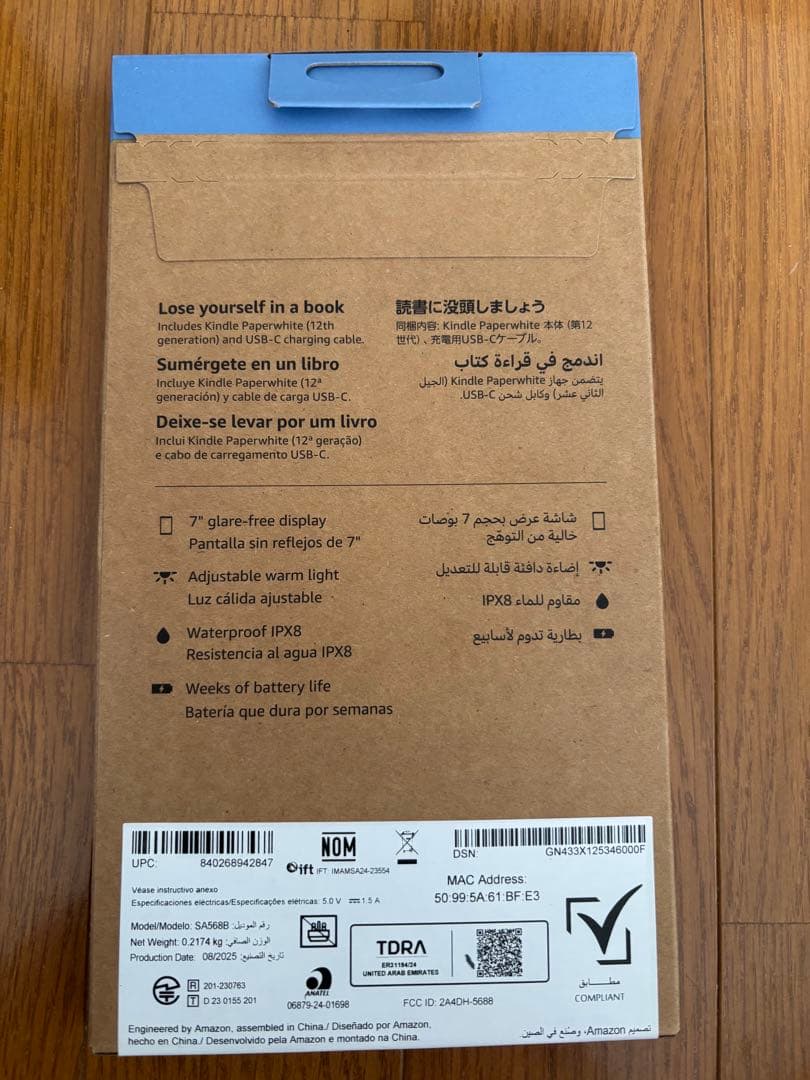 Lose yourself in a book
Includes Kindle Paperwhite (12th
generation) and USB-C charging cable.
Sumérgete en un libro
Incluye Kindle Paperwhite (12ª
generación) y cable de carga USB-C.
Deixe-se levar por um livro
Inclui Kindle Paperwhite (12ª geração)
e cabo de carregamento USB-C.
読書に没頭しましょう
同梱内容: Kindle Paperwhite 本体 (第12
世代) 、充電用USB-Cケーブル。
اندمج في قراءة كتاب
يتضمن جهاز Kindle Paperwhite (الجيل
الثاني عشر) وكابل شحن USB-C.
7" glare-free display
Pantalla sin reflejos de 7"
Adjustable warm light
Luz cálida ajustable
Waterproof IPX8
Resistencia al agua IPX8
Weeks of battery life
Batería que dura por semanas
شاشة عرض بحجم 7 بوصات
خالية من التوهّج
إضاءة دافئة قابلة للتعديل
مقاوم للماء IPX8
بطارية تدوم لأسابيع
UPC: 840268942847
NOM
ift IFT IMAMSA24-23554
DSN: GN433X125346000F
MAC Address:
50:99:5A:61:BF:E3
Véase instructivo anexo
Especificaciones eléctricas/Especificações elétricas: 5.0 V ⎓ 1.5 A
Model/Modelo: SA568B رقم الموديل:
Net Weight: 0.2174 kg الوزن الصافي:
Production Date: 08/2025 تاريخ التصنيع:
R 201-230763
T D 23 0155 201
ANATEL
06879-24-01698
TDRA
ER31184/24
UNITED ARAB EMIRATES
FCC ID: 2A4DH-5688
مطابق
COMPLIANT
Engineered by Amazon, assembled in China./ Diseñado por Amazon,
hecho en China./ Desenvolvido pela Amazon e montado na China.
تصميم Amazon، وصُنع في الصين.